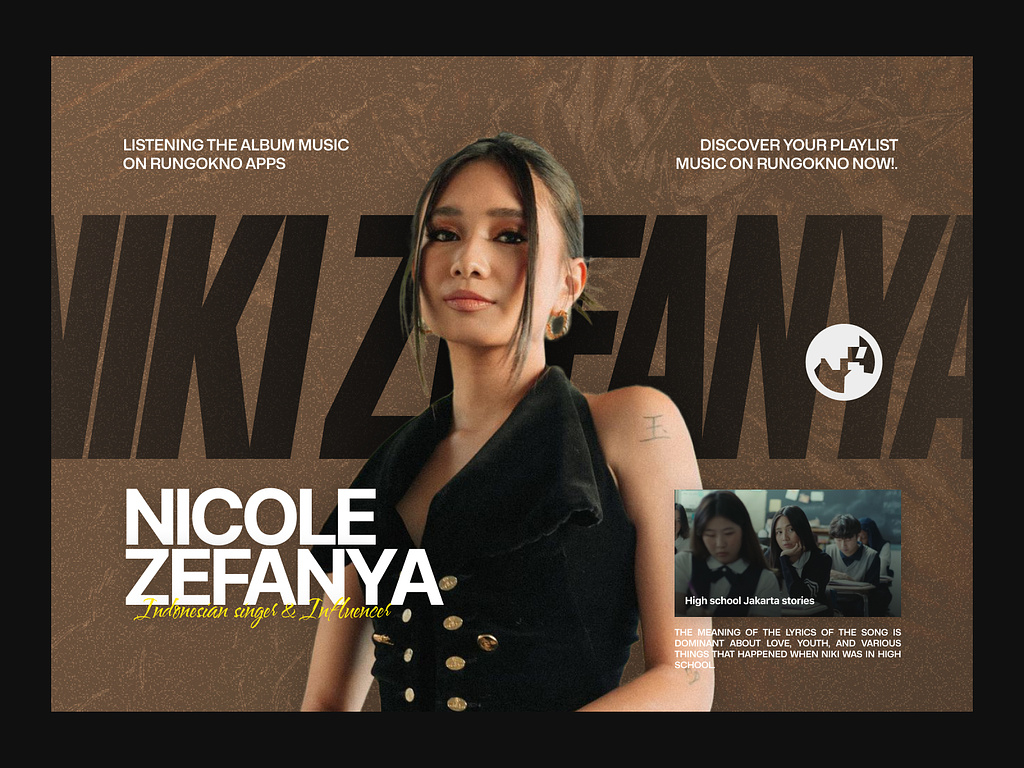 LISTENING THE ALBUM MUSIC
ON RUNGOKNO APPS
DISCOVER YOUR PLAYLIST
MUSIC ON RUNGOKNO NOW!.
NIKI ZEFANYA
玉
NICOLE
ZEFANYA
Indonesian singer & Influencer
High school Jakarta stories
THE MEANING OF THE LYRICS OF THE SONG IS
DOMINANT ABOUT LOVE, YOUTH, AND VARIOUS
THINGS THAT HAPPENED WHEN NIKI WAS IN HIGH
SCHOOL.